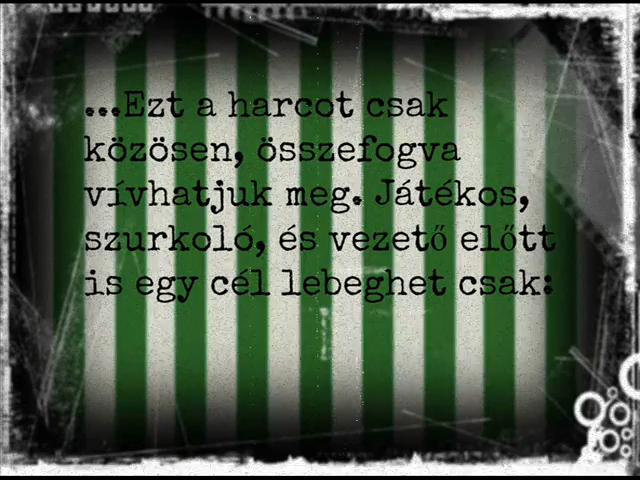 ...Ezt a harcot csak
közösen, összefogva
vívhatjuk meg. Játékos,
szurkoló, és vezető előtt
is egy cél lebeghet csak: